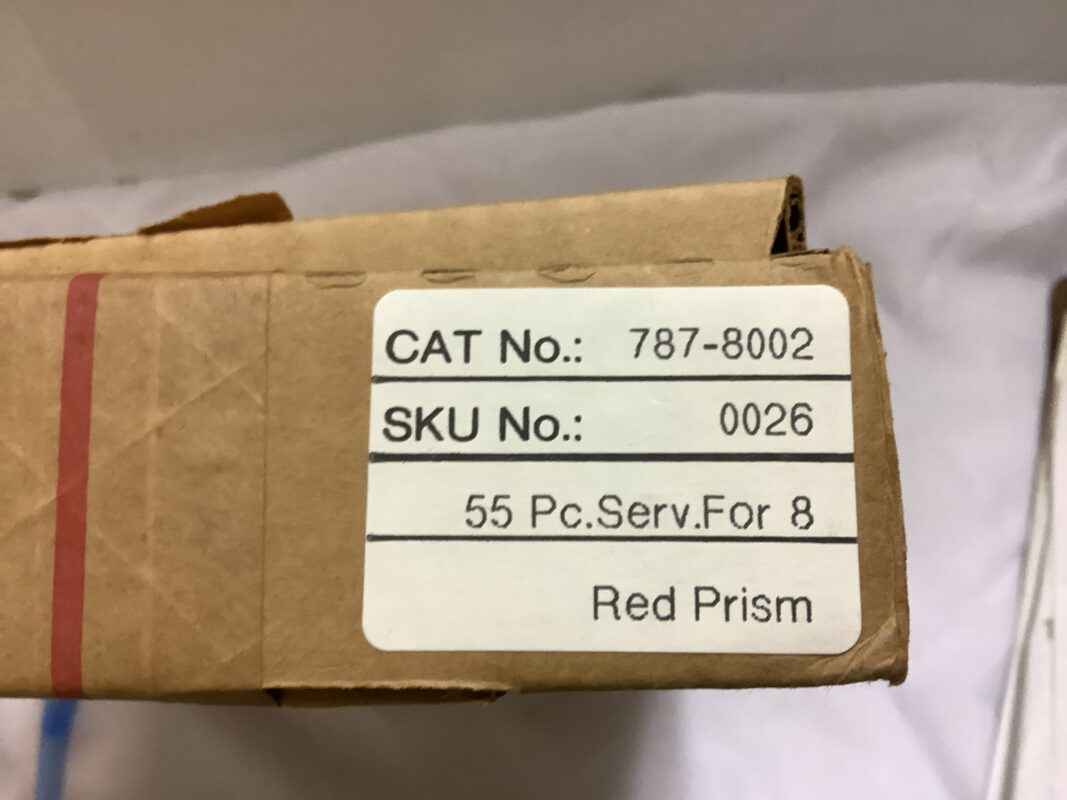 CAT No.: 787-8002
SKU No.: 0026
55 Pc.Serv.For 8
Red Prism